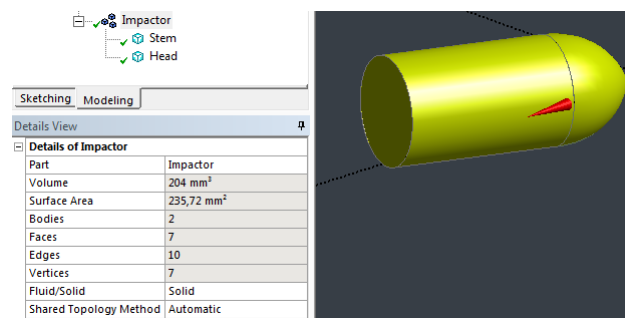 Impactor
Stem
Head
Sketching Modeling
Details View
Details of Impactor
Part Impactor
Volume 204 mm³
Surface Area 235,72 mm²
Bodies 2
Faces 7
Edges 10
Vertices 7
Fluid/Solid Solid
Shared Topology Method Automatic